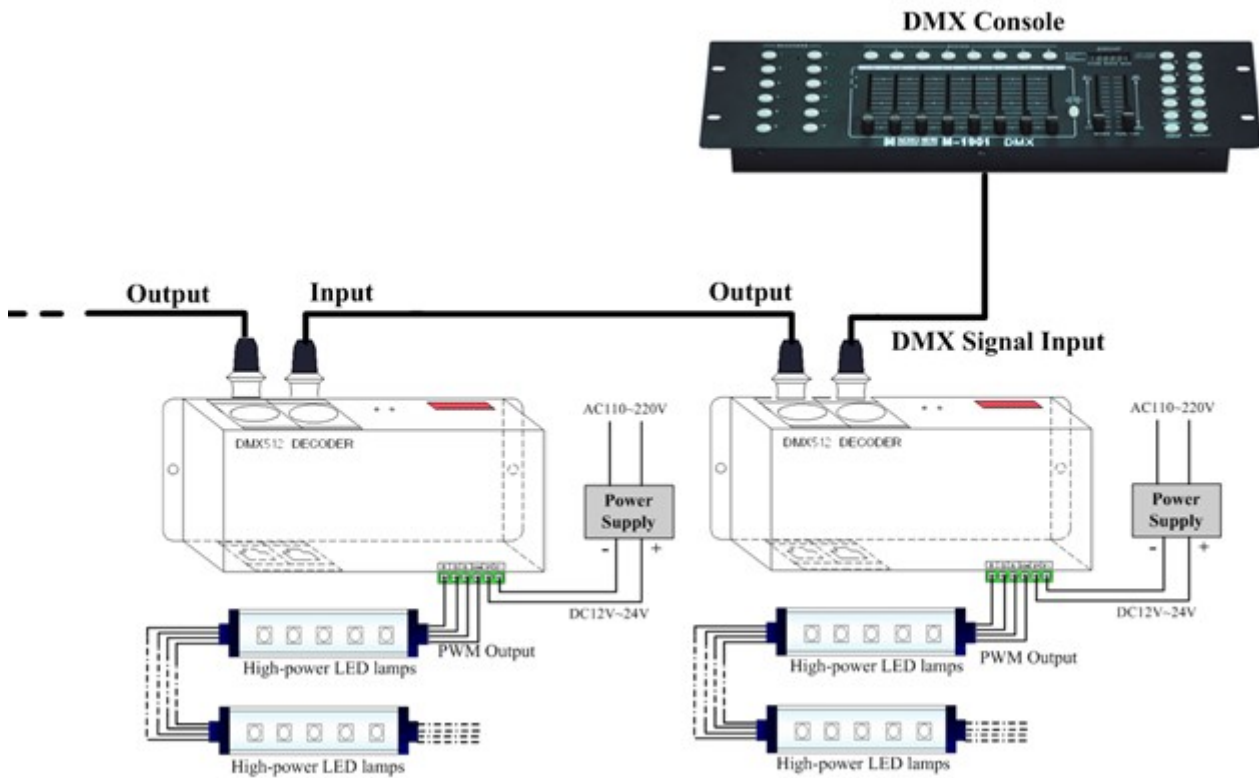 DMX Console
M-1901 DMX
Output
Input
Output
DMX Signal Input
AC110~220V
AC110~220V
DMX512 DECODER
DMX512 DECODER
Power
Supply
- +
Power
Supply
- +
DC12V~24V
DC12V~24V
PWM Output
PWM Output
High-power LED lamps
High-power LED lamps
High-power LED lamps
High-power LED lamps